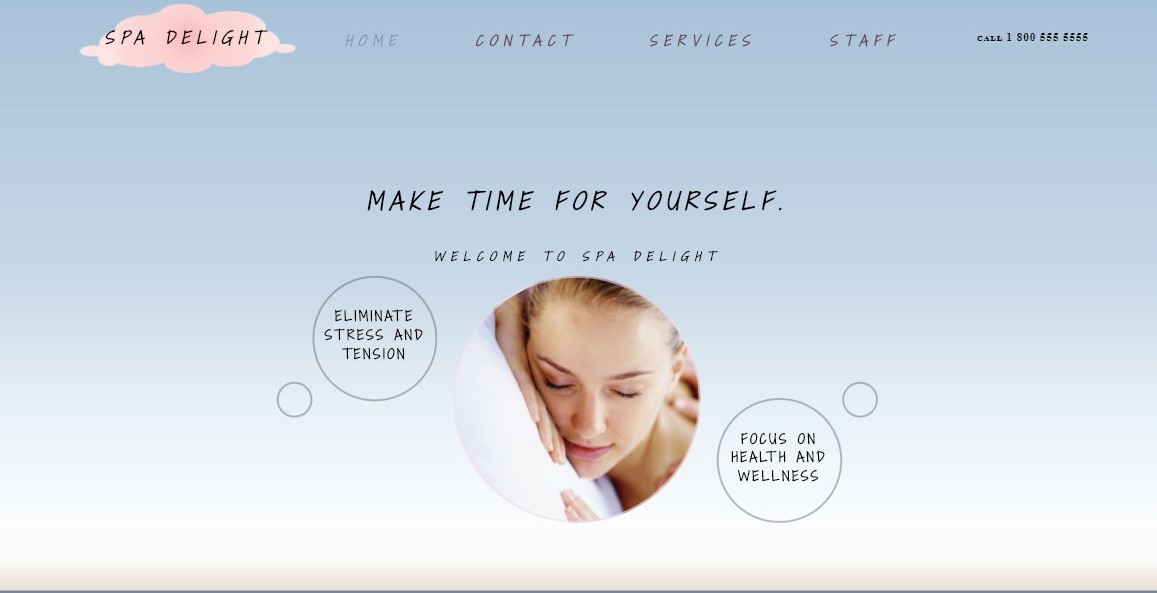 SPA DELIGHT
HOME CONTACT SERVICES STAFF CALL 1 800 555 5555
MAKE TIME FOR YOURSELF.
WELCOME TO SPA DELIGHT
ELIMINATE
STRESS AND
TENSION
FOCUS ON
HEALTH AND
WELLNESS